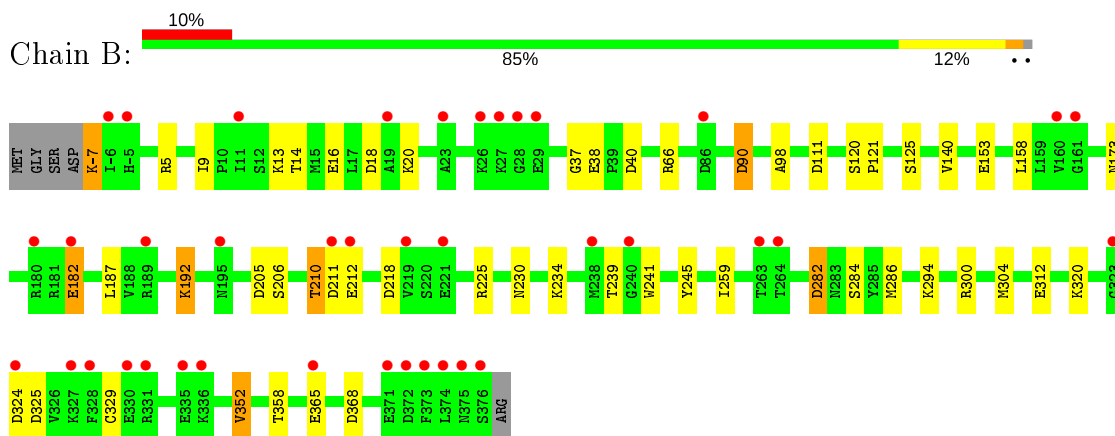 10%
Chain B:
85% 12% • •
MET GLY SER ASP K-7 I-6 H-5 R5 I9 P10 I11 S12 K13 T14 M15 E16 L17 D18 A19 K20 A23 K26 K27 G28 E29 G37 E38 P39 D40 R66 D86 D90 A98 D111 S120 P121 S125 V140 E153 L158 L159 V160 G161 N173
R180 R181 E182 L187 V188 R189 K192 N195 D205 S206 T210 D211 E212 D218 V219 S220 E221 R225 N230 K234 M238 T239 G240 W241 Y245 I259 T263 T264 D282 N283 S284 Y285 M286 K294 R300 M304 E312 K320 G323
D324 D325 V326 K327 F328 C329 E330 R331 E335 K336 V352 T358 E365 D368 E371 D372 F373 L374 N375 S376 ARG